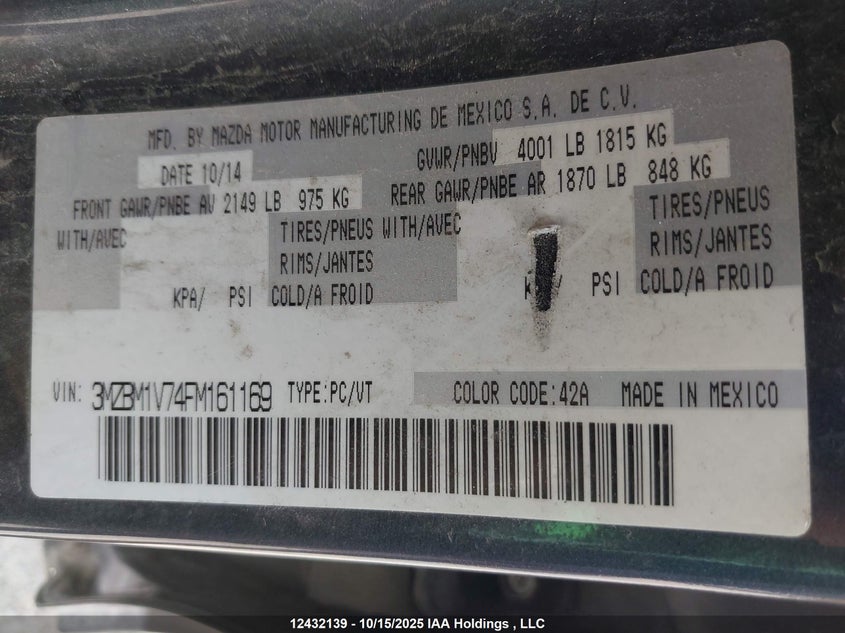 MFD. BY MAZDA MOTOR MANUFACTURING DE MEXICO S.A. DE C.V.
DATE 10/14 GVWR/PNBV 4001 LB 1815 KG
FRONT GAWR/PNBE AV 2149 LB 975 KG REAR GAWR/PNBE AR 1870 LB 848 KG
WITH/AVEC TIRES/PNEUS WITH/AVEC TIRES/PNEUS
RIMS/JANTES RIMS/JANTES
KPA/ PSI COLD/A FROID PSI COLD/A FROID
VIN: 3MZBM1V74FM161169 TYPE:PC/VT COLOR CODE:42A MADE IN MEXICO
12432139 - 10/15/2025 IAA Holdings , LLC